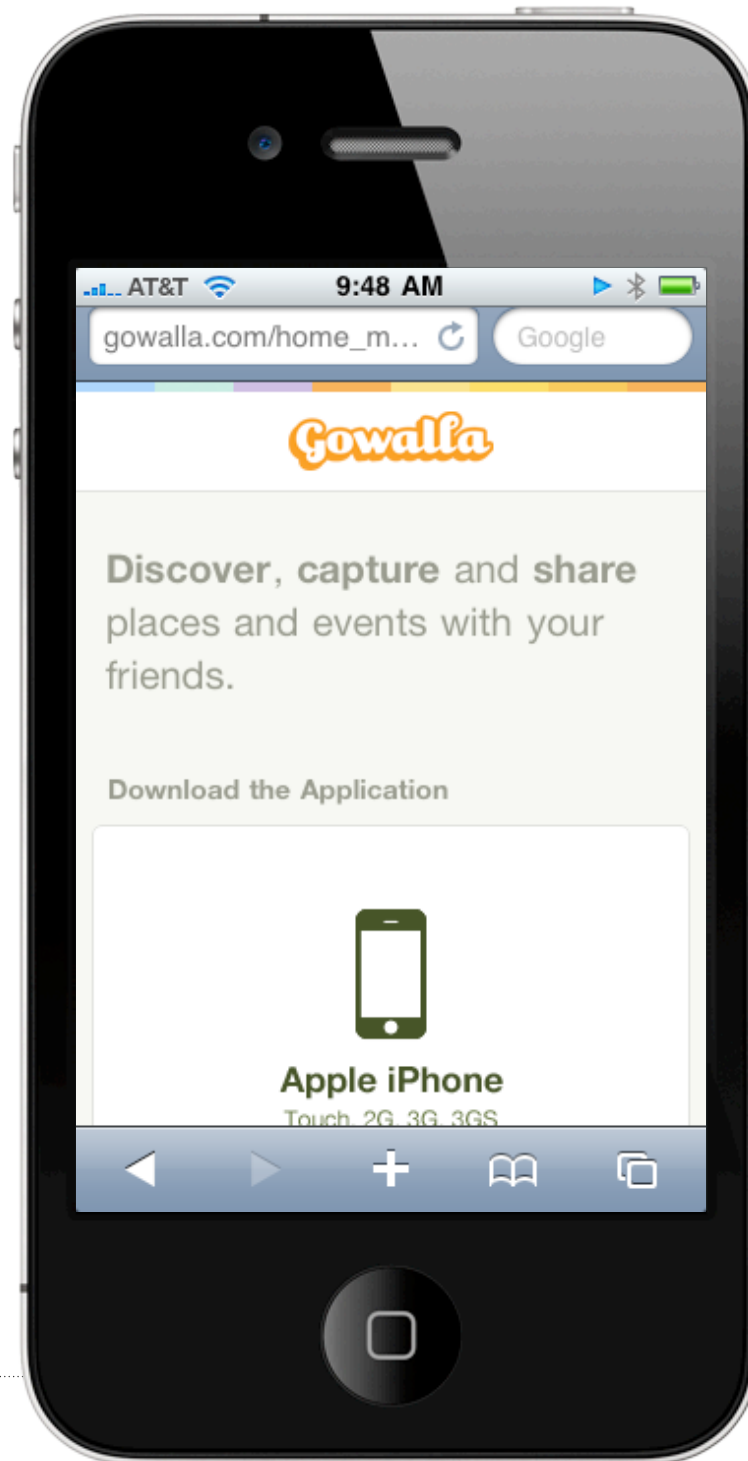 AT&T 9:48 AM
gowalla.com/home_m... Google
Gowalla
Discover, capture and share
places and events with your
friends.
Download the Application
Apple iPhone
Touch, 2G, 3G, 3GS